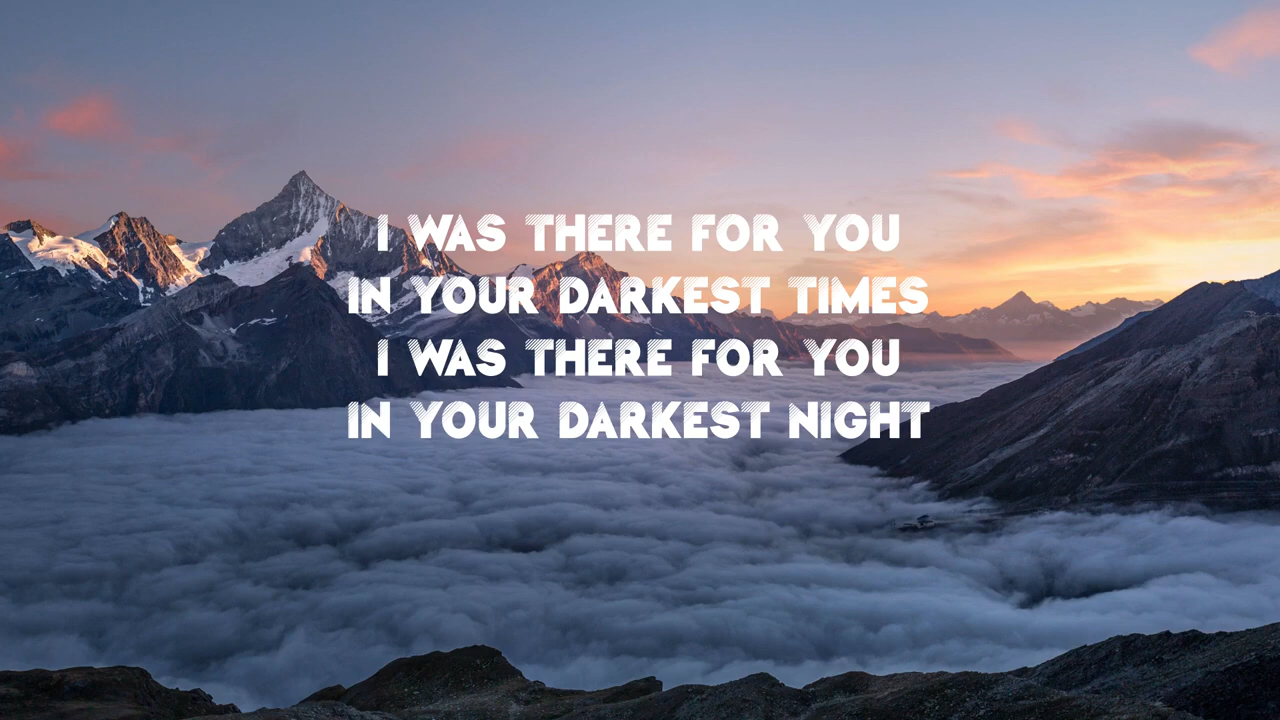 I WAS THERE FOR YOU
IN YOUR DARKEST TIMES
I WAS THERE FOR YOU
IN YOUR DARKEST NIGHT